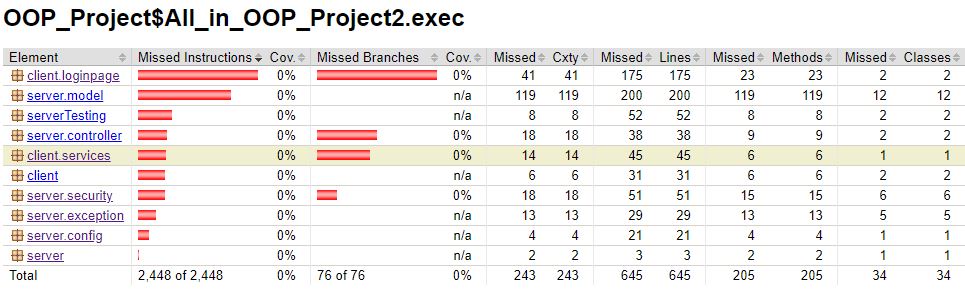 OOP_Project$All_in_OOP_Project2.exec
Element Missed Instructions Cov. Missed Branches Cov. Missed Cxty Missed Lines Missed Methods Missed Classes
client.loginpage 0% 0% 41 41 175 175 23 23 2 2
server.model 0% n/a 119 119 200 200 119 119 12 12
serverTesting 0% n/a 8 8 52 52 8 8 2 2
server.controller 0% 0% 18 18 38 38 9 9 2 2
client.services 0% 0% 14 14 45 45 6 6 1 1
client 0% n/a 6 6 31 31 6 6 2 2
server.security 0% 0% 18 18 51 51 15 15 6 6
server.exception 0% n/a 13 13 29 29 13 13 5 5
server.config 0% n/a 4 4 21 21 4 4 1 1
server 0% n/a 2 2 3 3 2 2 1 1
Total 2,448 of 2,448 0% 76 of 76 0% 243 243 645 645 205 205 34 34